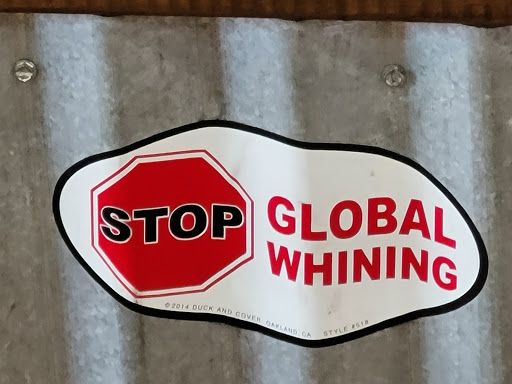 STOP
GLOBAL
WHINING
©2014 DUCK AND COVER OAKLAND, CA STYLE #518